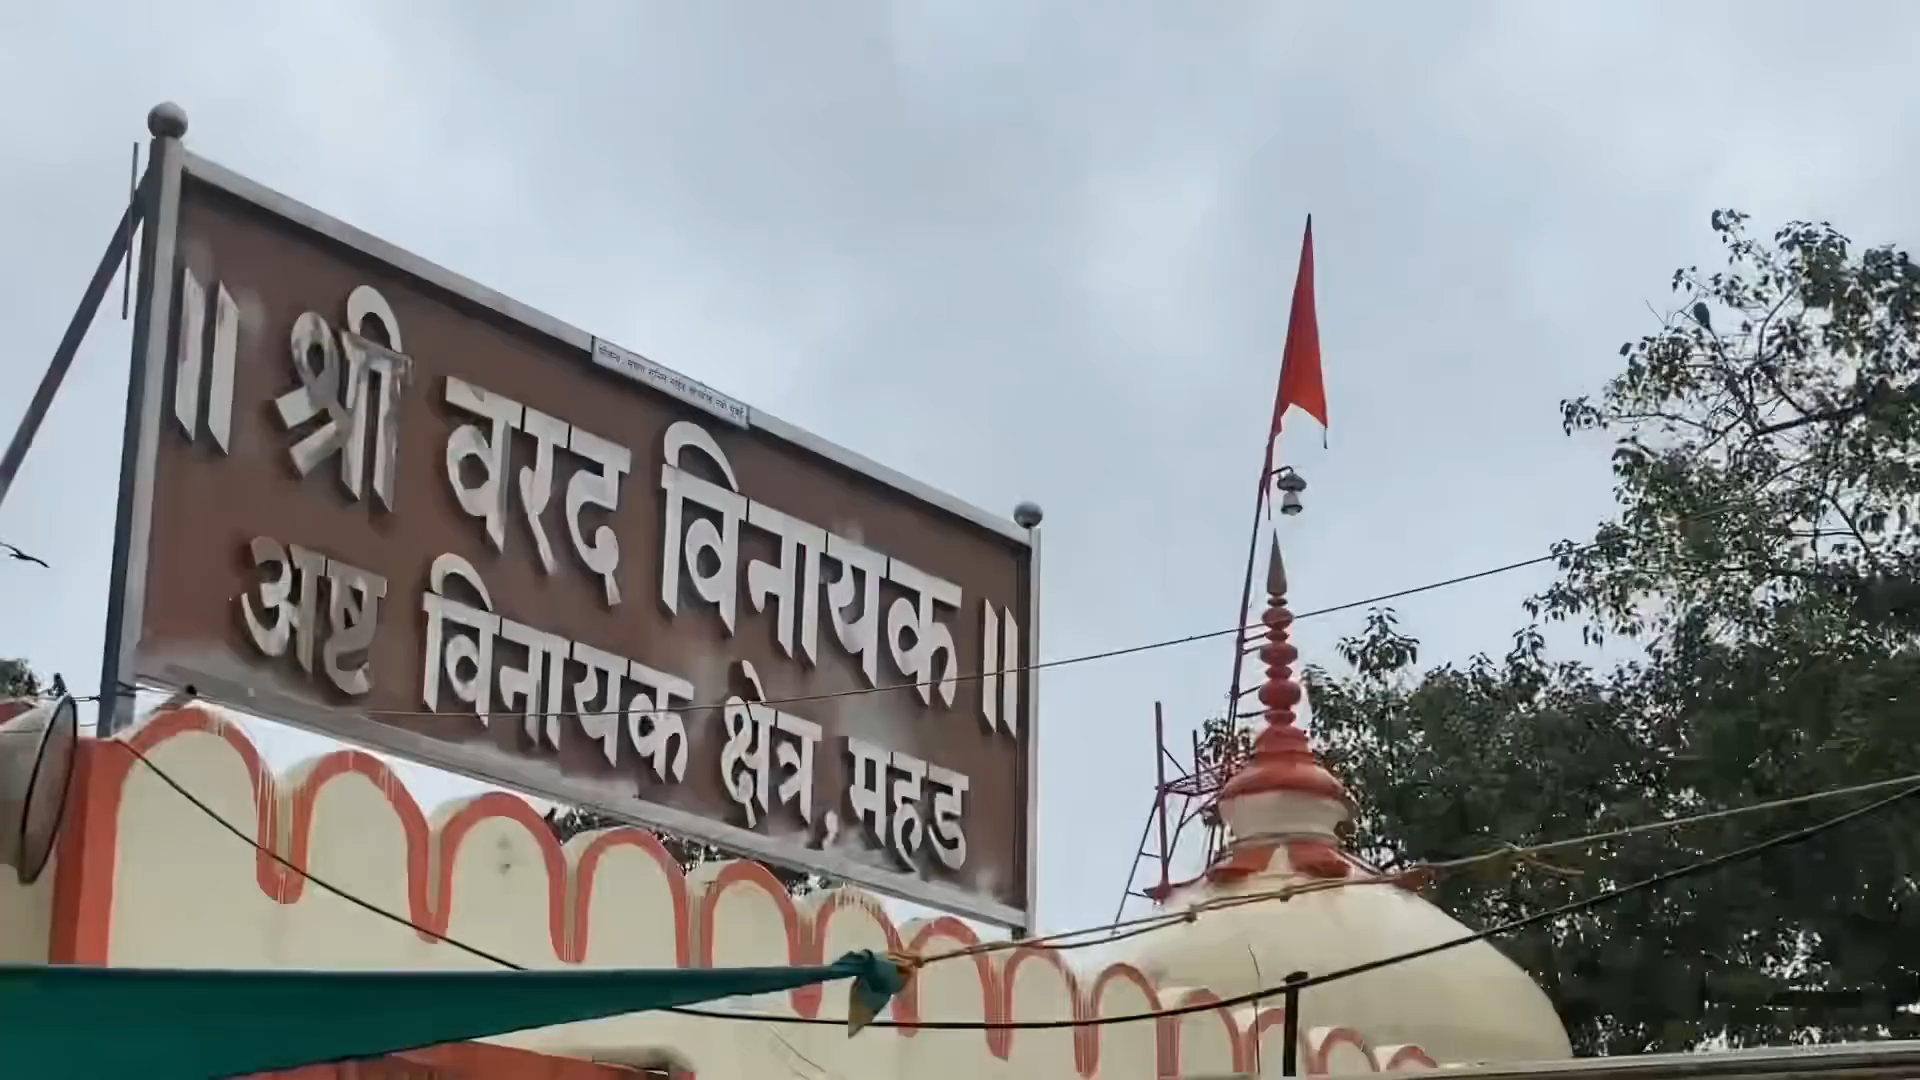 ॥ श्री वरद विनायक ॥
अष्ट विनायक क्षेत्र, महड